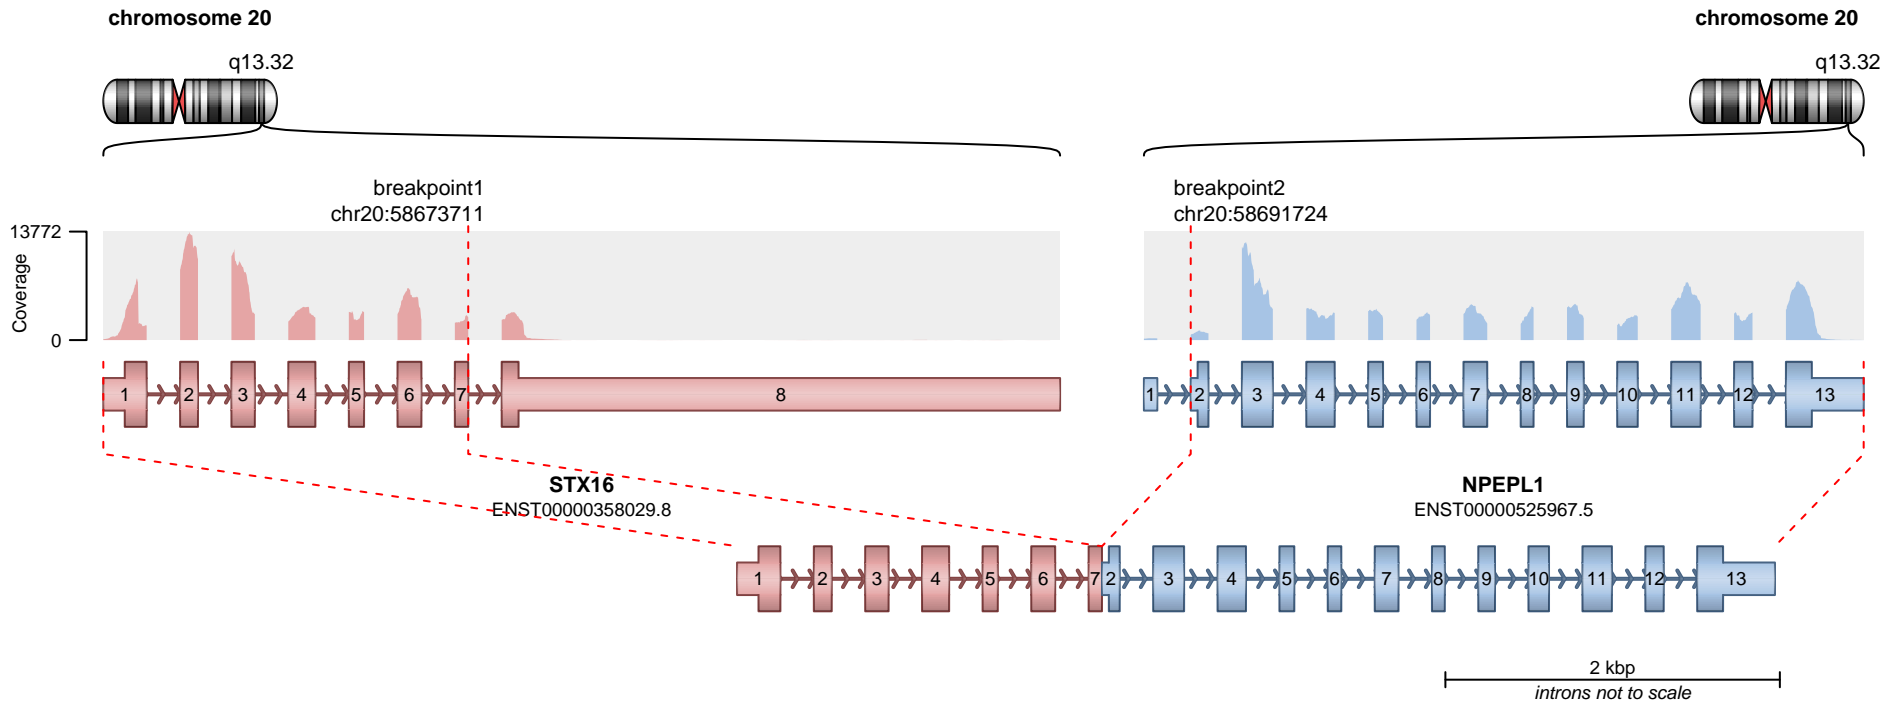 chromosome 20
chromosome 20
q13.32
q13.32
breakpoint1
chr20:58673711
breakpoint2
chr20:58691724
13772
Coverage
0
1 2 3 4 5 6 7 8
1 2 3 4 5 6 7 8 9 10 11 12 13
STX16
ENST00000358029.8
NPEPL1
ENST00000525967.5
1 2 3 4 5 6 7 2 3 4 5 6 7 8 9 10 11 12 13
2 kbp
introns not to scale